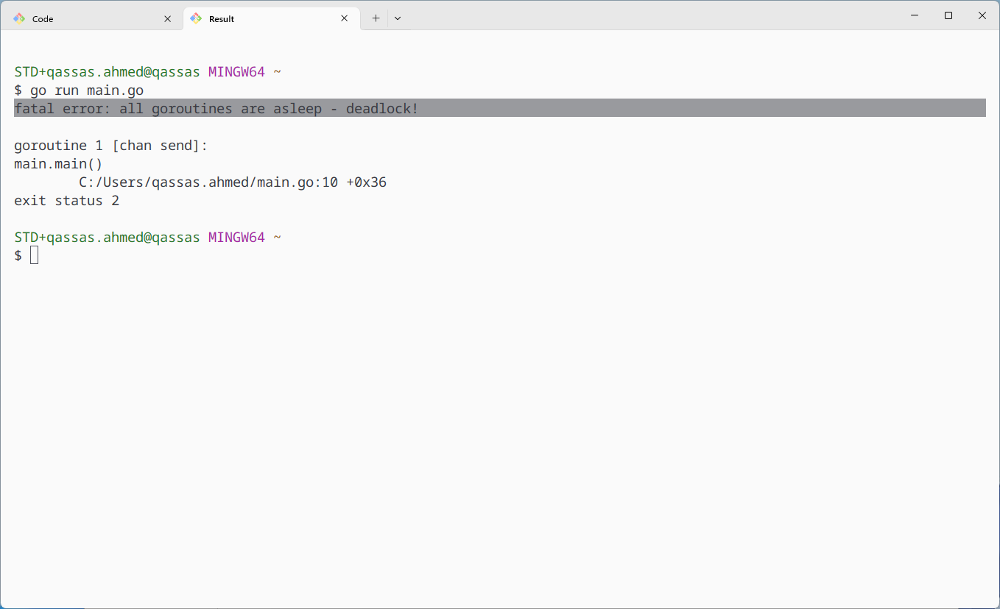 Code
Result
STD+qassas.ahmed@qassas MINGW64 ~
$ go run main.go
fatal error: all goroutines are asleep - deadlock!
goroutine 1 [chan send]:
main.main()
C:/Users/qassas.ahmed/main.go:10 +0x36
exit status 2
STD+qassas.ahmed@qassas MINGW64 ~
$